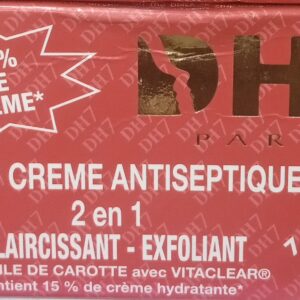 %
DH
PAR
CREME ANTISEPTIQUE
2 en 1
LAIRCISSANT - EXFOLIANT
ILE DE CAROTTE avec VITACLEAR®
ntient 15 % de crème hydratante*
DH7